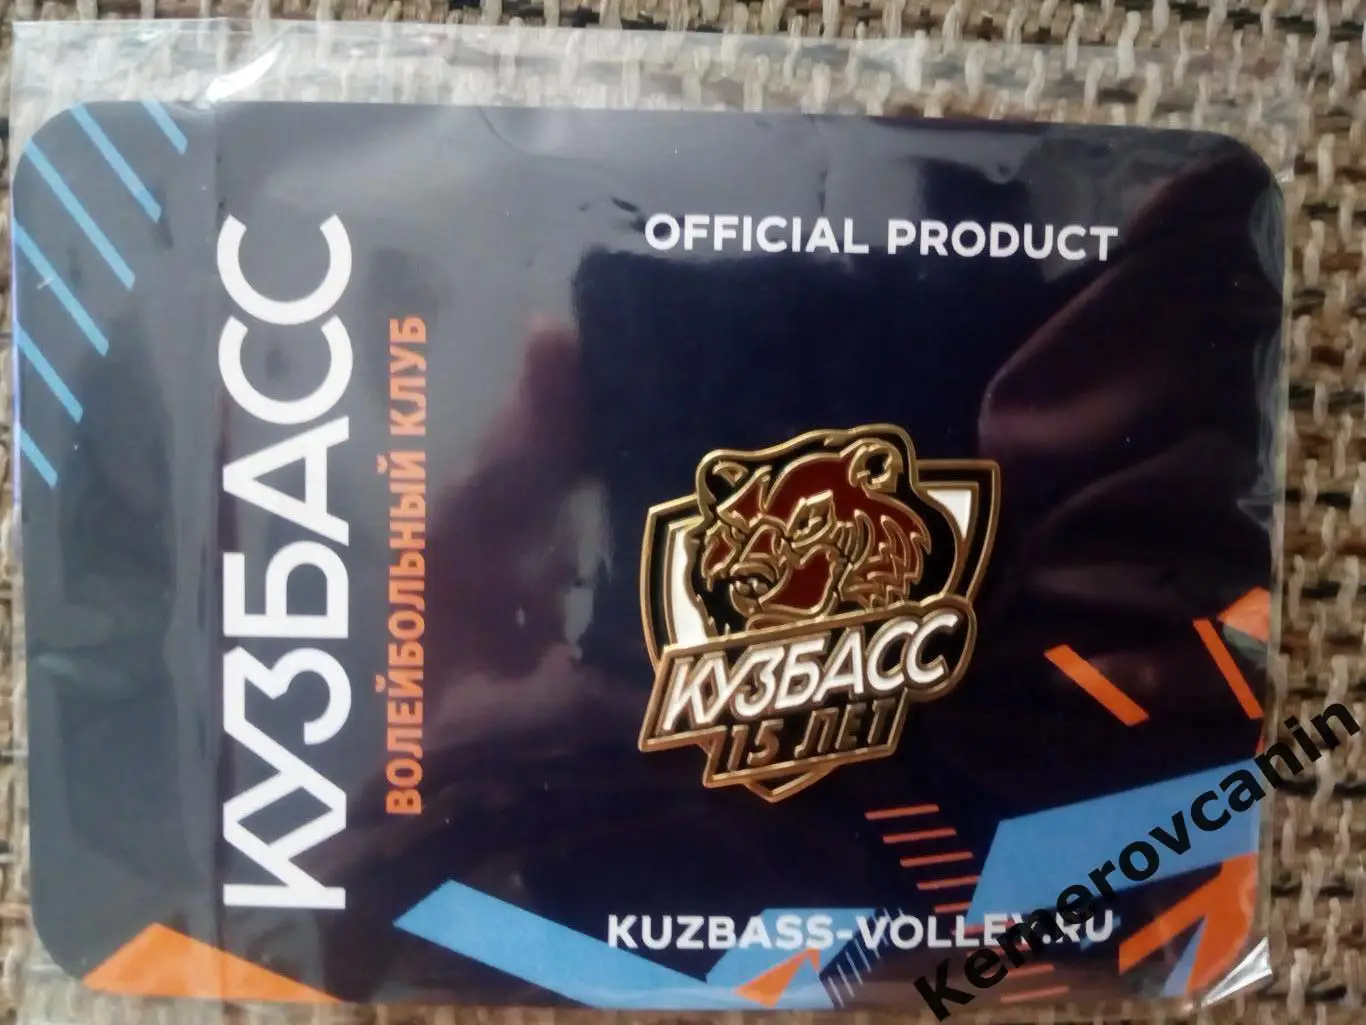 КУЗБАСС
ВОЛЕЙБОЛЬНЫЙ КЛУБ
OFFICIAL PRODUCT
КУЗБАСС
15 ЛЕТ
KUZBASS-VOLLEY.RU
Kemerovcanin